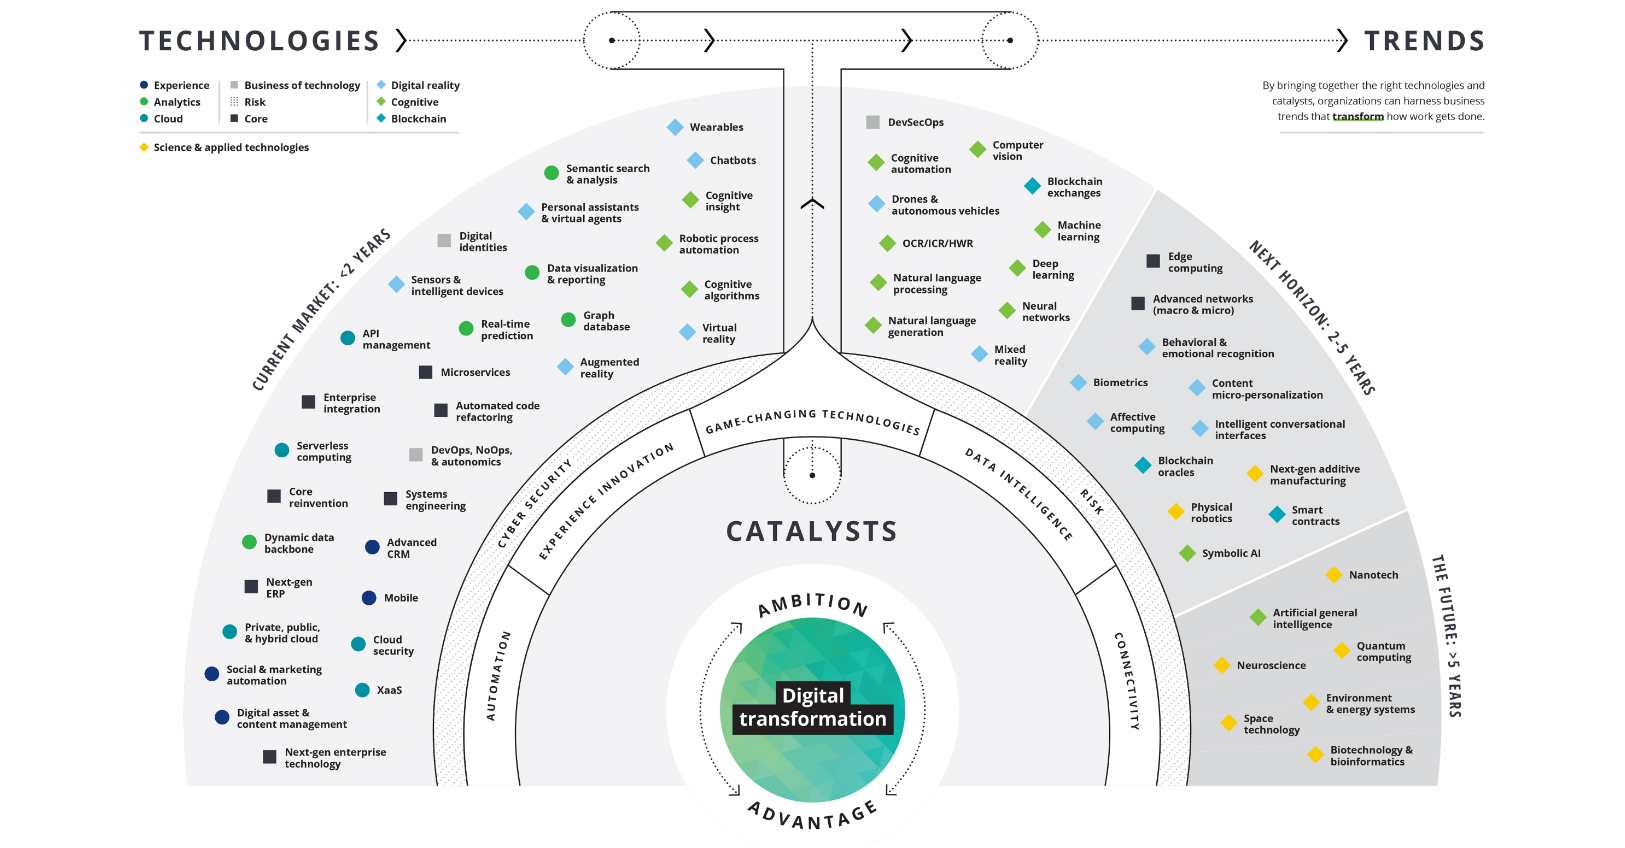 TECHNOLOGIES
TRENDS
Experience
Analytics
Cloud
Business of technology
Risk
Core
Digital reality
Cognitive
Blockchain
Science & applied technologies
By bringing together the right technologies and
catalysts, organizations can harness business
trends that transform how work gets done.
CURRENT MARKET: <2 YEARS
Wearables
Chatbots
Semantic search
& analysis
Cognitive
insight
Personal assistants
& virtual agents
Digital
identities
Robotic process
automation
Data visualization
& reporting
Sensors &
intelligent devices
Cognitive
algorithms
Graph
database
Real-time
prediction
Virtual
reality
API
management
Augmented
reality
Microservices
Enterprise
integration
Automated code
refactoring
Serverless
computing
DevOps, NoOps,
& autonomics
Core
reinvention
Systems
engineering
Dynamic data
backbone
Advanced
CRM
Next-gen
ERP
Mobile
Private, public,
& hybrid cloud
Cloud
security
Social & marketing
automation
XaaS
Digital asset &
content management
Next-gen enterprise
technology
DevSecOps
Computer
vision
Cognitive
automation
Blockchain
exchanges
Drones &
autonomous vehicles
Machine
learning
OCR/ICR/HWR
Deep
learning
Natural language
processing
Neural
networks
Natural language
generation
Mixed
reality
NEXT HORIZON: 2-5 YEARS
Edge
computing
Advanced networks
(macro & micro)
Behavioral &
emotional recognition
Biometrics
Content
micro-personalization
Affective
computing
Intelligent conversational
interfaces
Blockchain
oracles
Next-gen additive
manufacturing
Physical
robotics
Smart
contracts
Symbolic AI
THE FUTURE: >5 YEARS
Nanotech
Artificial general
intelligence
Quantum
computing
Neuroscience
Environment
& energy systems
Space
technology
Biotechnology &
bioinformatics
CYBER SECURITY
RISK
AUTOMATION
EXPERIENCE INNOVATION
GAME-CHANGING TECHNOLOGIES
DATA INTELLIGENCE
CONNECTIVITY
CATALYSTS
AMBITION
Digital
transformation
ADVANTAGE